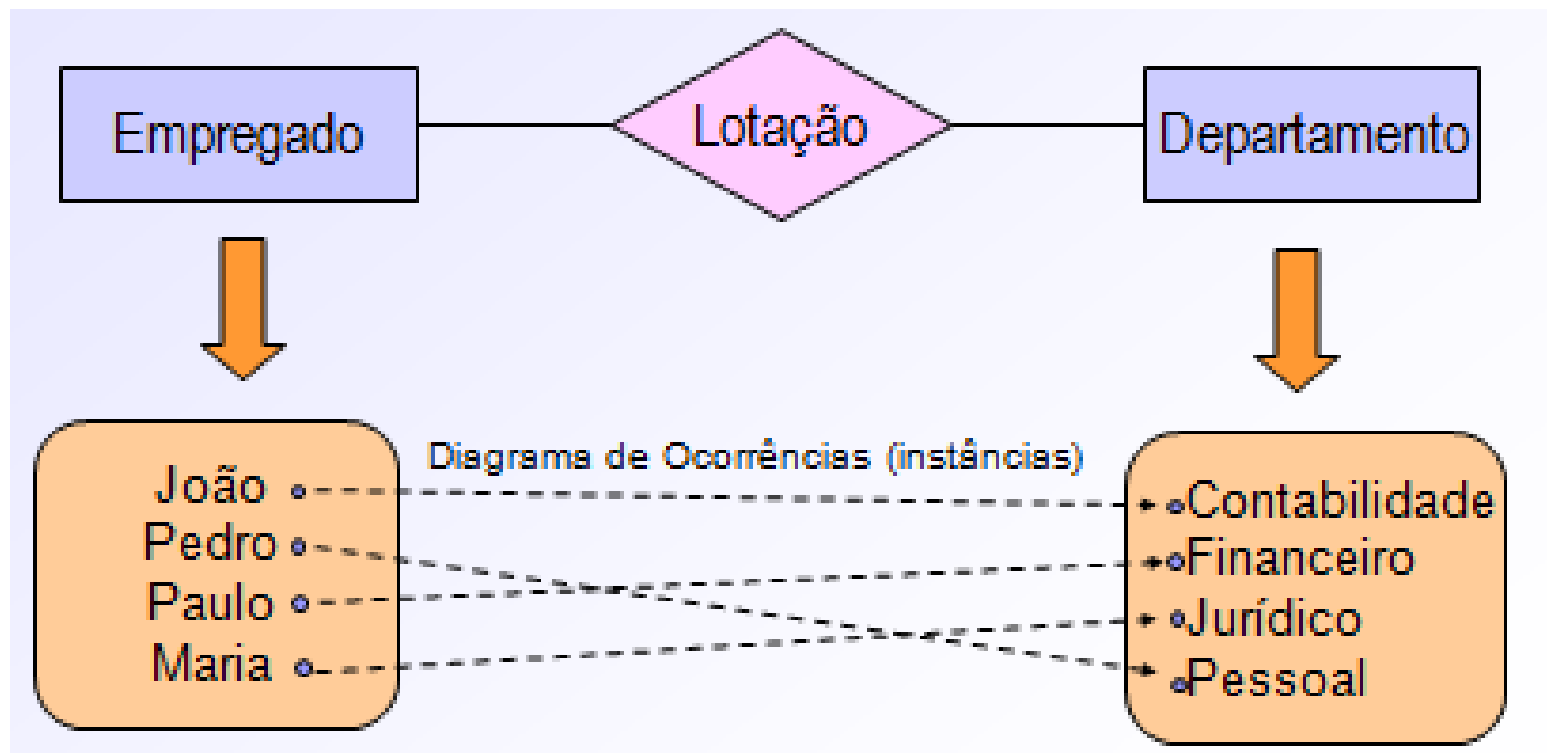 Empregado
Lotação
Departamento
Diagrama de Ocorrências (instâncias)
João
Pedro
Paulo
Maria
Contabilidade
Financeiro
Jurídico
Pessoal